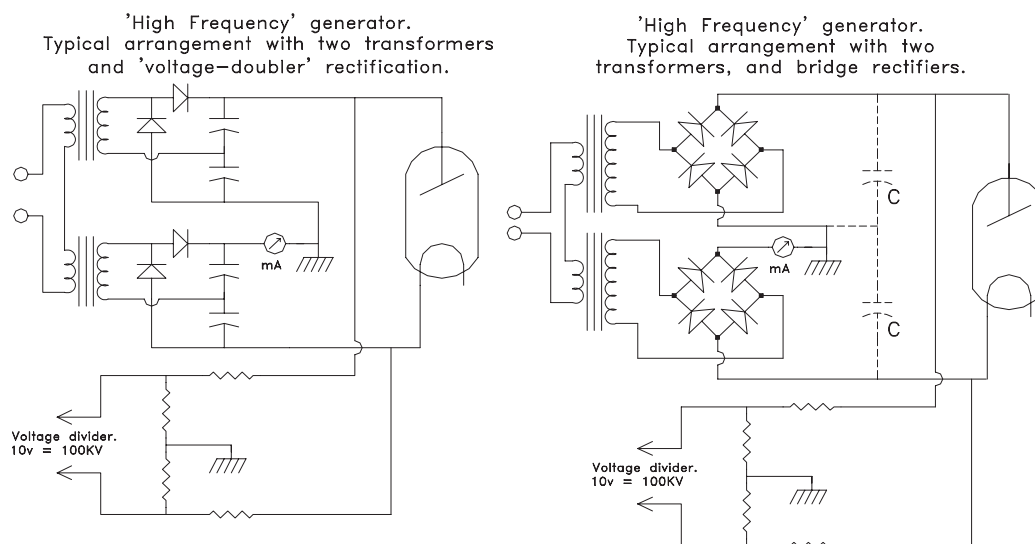 'High Frequency' generator.
Typical arrangement with two transformers
and 'voltage-doubler' rectification.
mA
Voltage divider.
10v = 100KV
'High Frequency' generator.
Typical arrangement with two
transformers, and bridge rectifiers.
C
mA
C
Voltage divider.
10v = 100KV